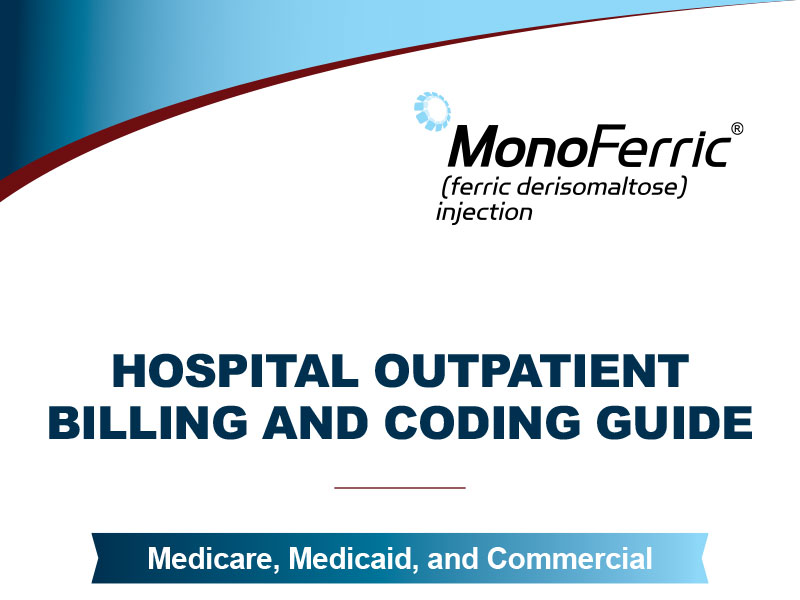 MonoFerric®
(ferric derisomaltose)
injection
HOSPITAL OUTPATIENT
BILLING AND CODING GUIDE
Medicare, Medicaid, and Commercial